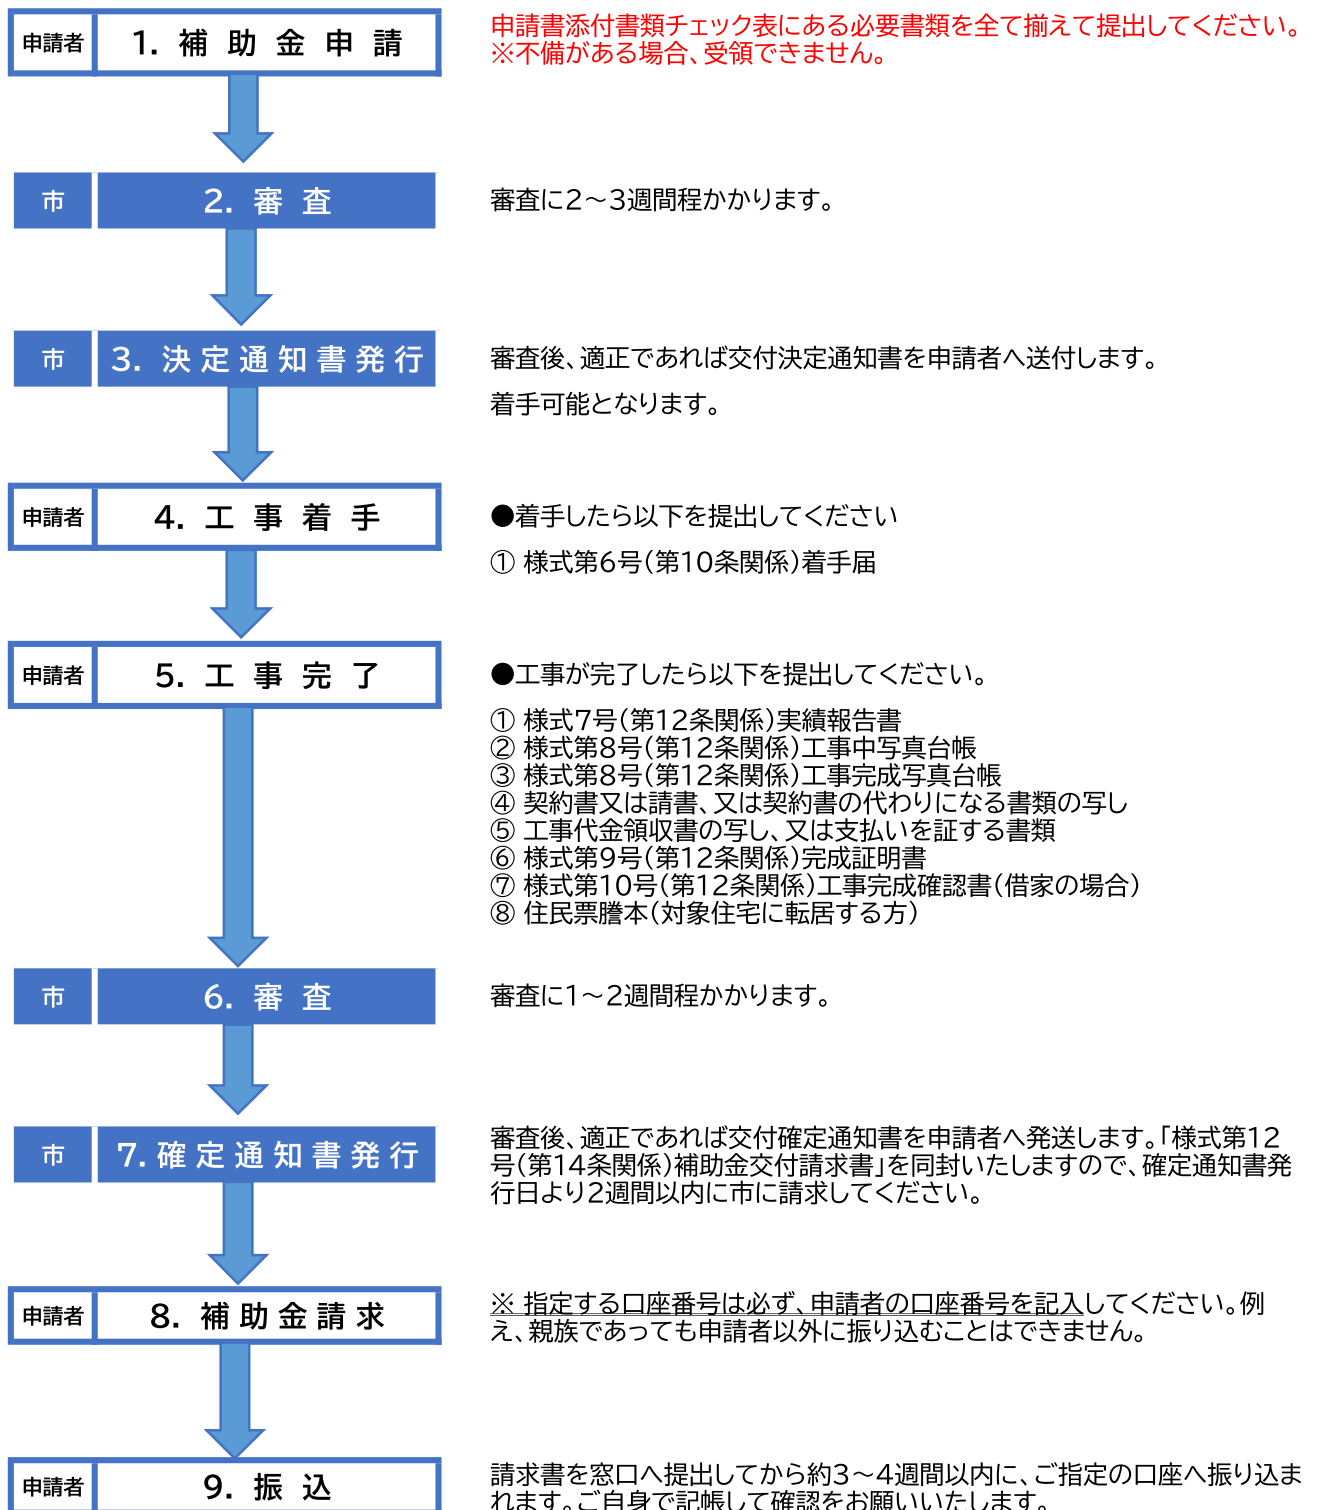 申請者
1. 補助金申請
申請書添付書類チェック表にある必要書類を全て揃えて提出してください。
※不備がある場合、受領できません。
市
2. 審査
審査に2～3週間程かかります。
市
3. 決定通知書発行
審査後、適正であれば交付決定通知書を申請者へ送付します。
着手可能となります。
申請者
4. 工事着手
●着手したら以下を提出してください
① 様式第6号(第10条関係)着手届
申請者
5. 工事完了
●工事が完了したら以下を提出してください。
① 様式7号(第12条関係)実績報告書
② 様式第8号(第12条関係)工事中写真台帳
③ 様式第8号(第12条関係)工事完成写真台帳
④ 契約書又は請書、又は契約書の代わりになる書類の写し
⑤ 工事代金領収書の写し、又は支払いを証する書類
⑥ 様式第9号(第12条関係)完成証明書
⑦ 様式第10号(第12条関係)工事完成確認書(借家の場合)
⑧ 住民票謄本(対象住宅に転居する方)
市
6. 審査
審査に1～2週間程かかります。
市
7. 確定通知書発行
審査後、適正であれば交付確定通知書を申請者へ発送します。「様式第12
号(第14条関係)補助金交付請求書」を同封いたしますので、確定通知書発
行日より2週間以内に市に請求してください。
申請者
8. 補助金請求
※ 指定する口座番号は必ず、申請者の口座番号を記入してください。例
え、親族であっても申請者以外に振り込むことはできません。
申請者
9. 振込
請求書を窓口へ提出してから約3～4週間以内に、ご指定の口座へ振り込ま
れます。ご自身で記帳して確認をお願いいたします。